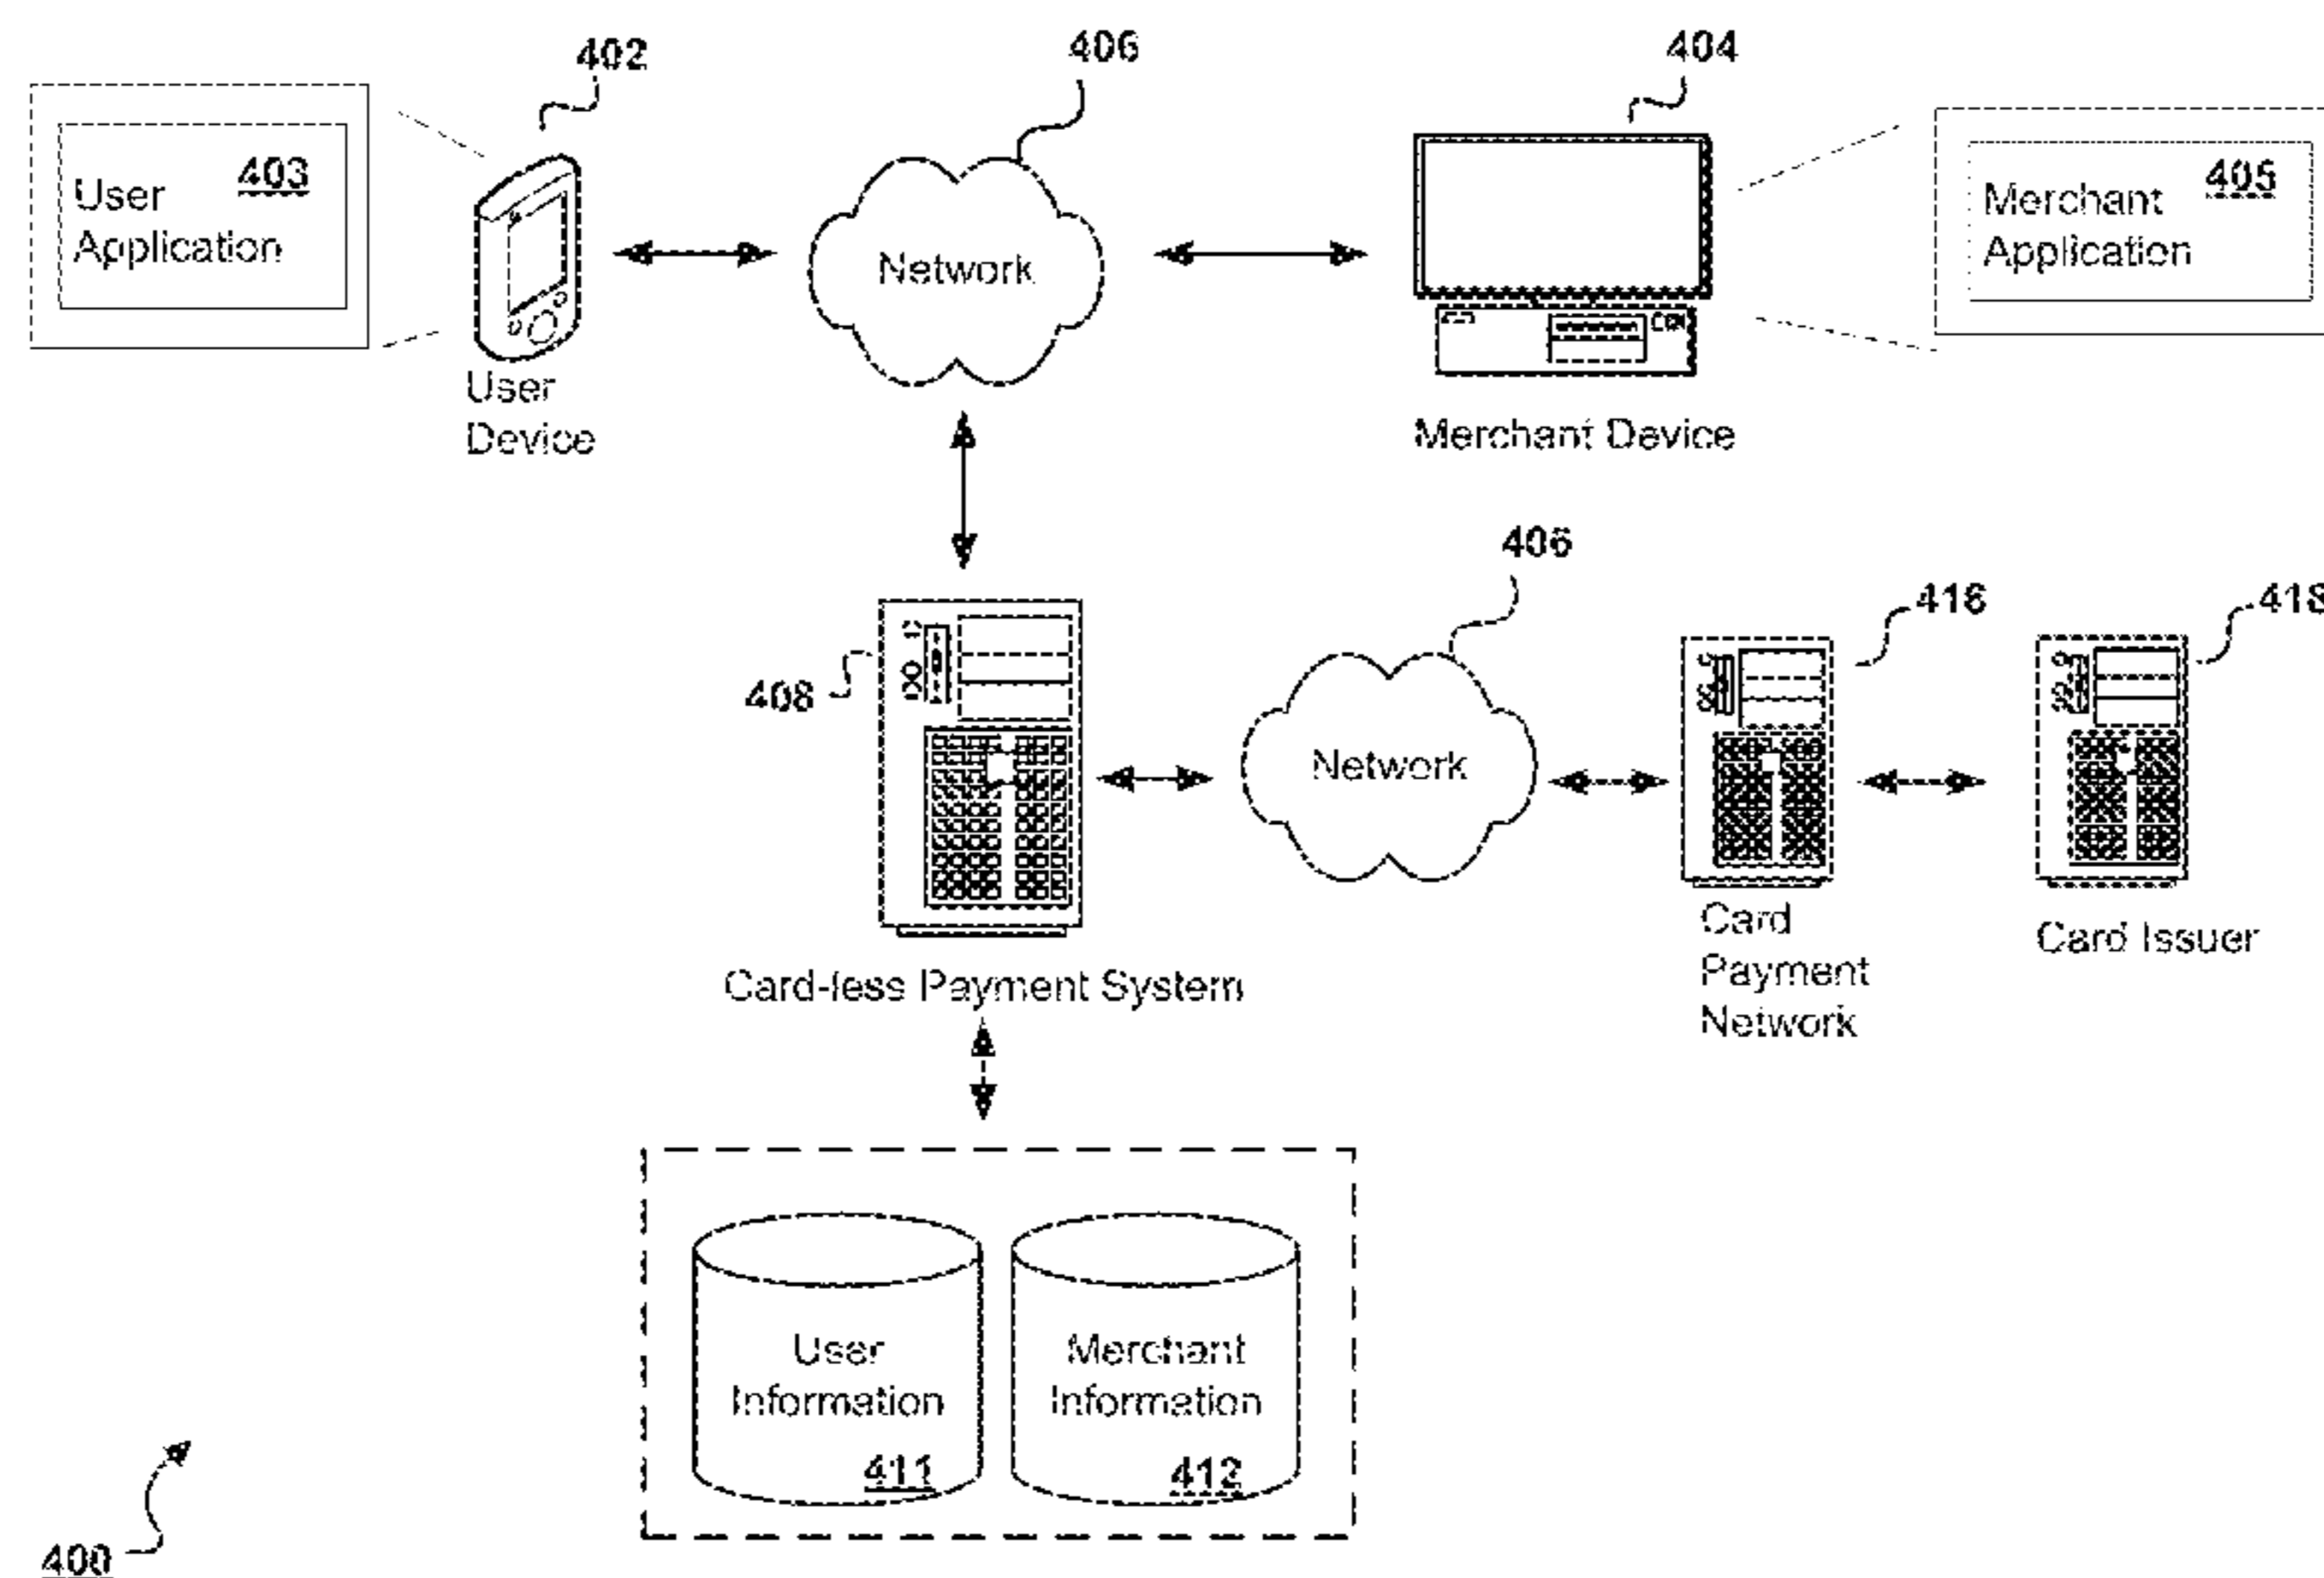 402
406
404
User
Application
403
Network
Merchant
Application
405
User
Device
Merchant Device
406
416
418
408
Network
Card
Payment
Network
Card Issuer
Card-less Payment System
User
Information
411
Merchant
Information
412
400